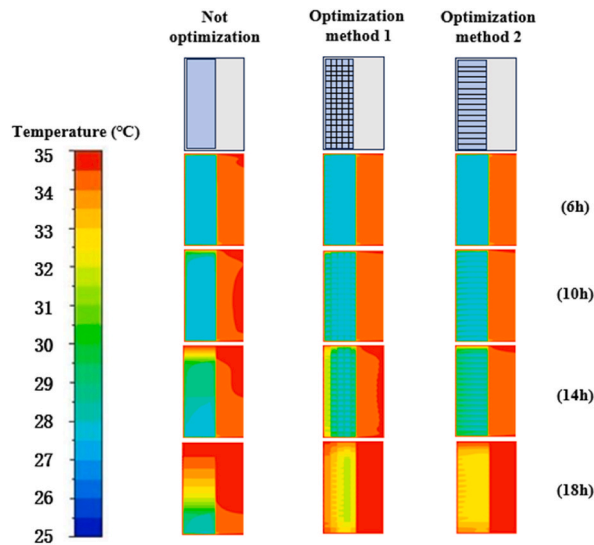 Not
optimization
Optimization
method 1
Optimization
method 2
Temperature (°C)
35
34
33
32
31
30
29
28
27
26
25
(6h)
(10h)
(14h)
(18h)